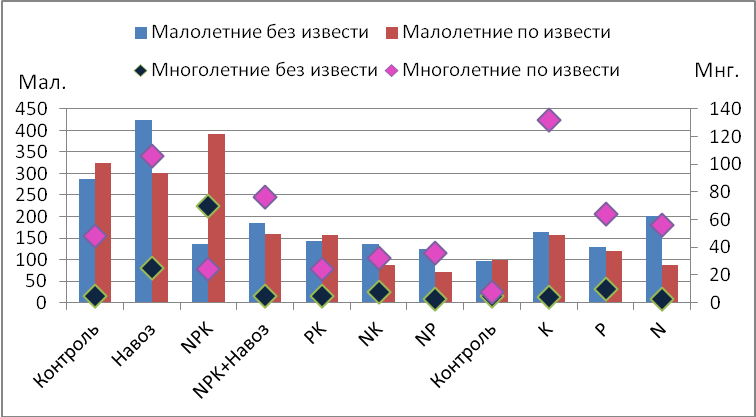 Малолетние без извести Малолетние по извести
Многолетние без извести Многолетние по извести
Мал. Мнг.
450 140
400 120
350 100
300 80
250 60
200 40
150 20
100 0
50
0
Контроль Навоз NPK NPK+Навоз PK NK NP Контроль K P N